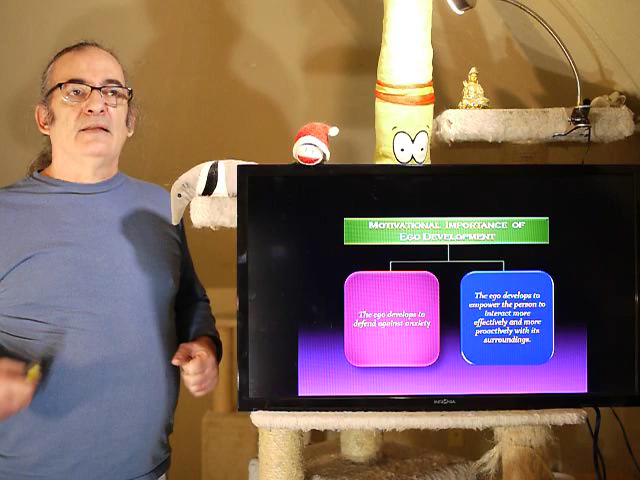 MOTIVATIONAL IMPORTANCE OF
EGO DEVELOPMENT
The ego develops to
defend against anxiety
The ego develops to
empower the person to
interact more
effectively and more
proactively with its
surroundings.
INSIGNIA